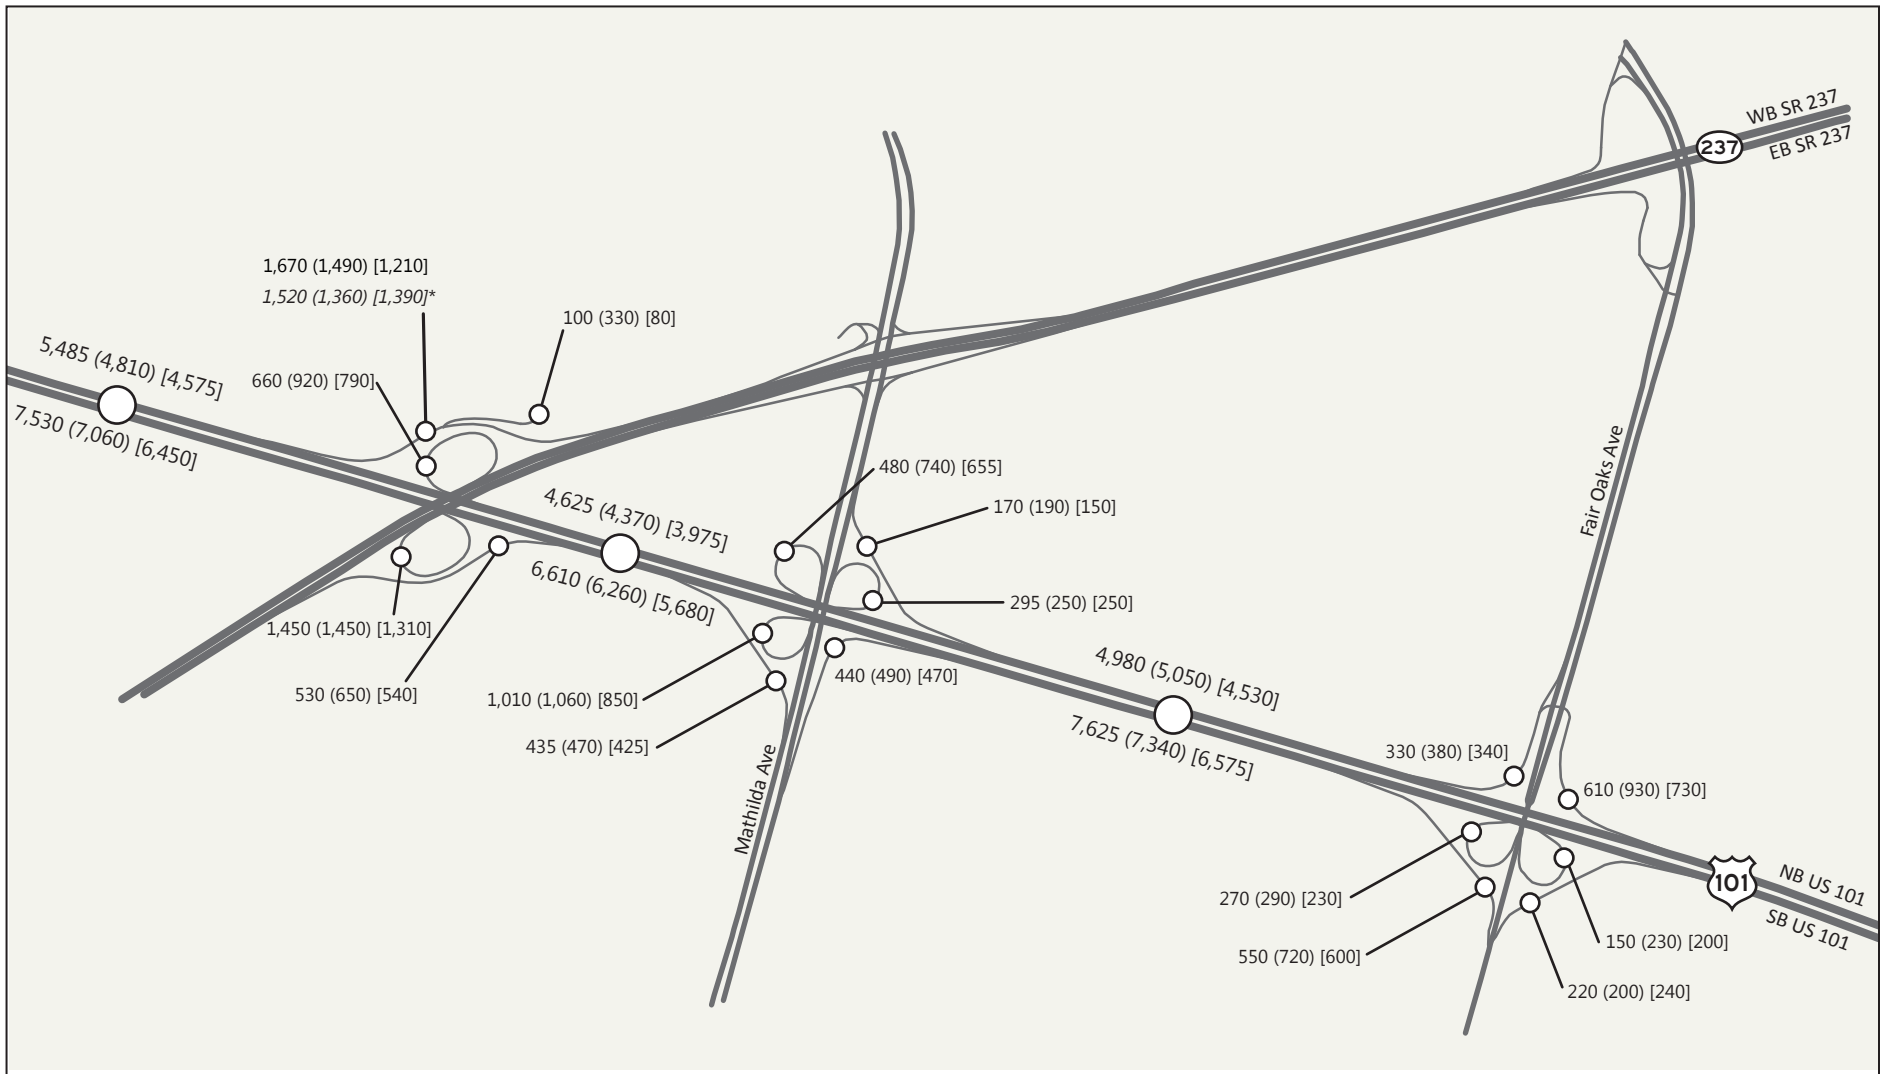 WB SR 237
237
EB SR 237
1,670 (1,490) [1,210]
1,520 (1,360) [1,390]*
100 (330) [80]
5,485 (4,810) [4,575]
660 (920) [790]
7,530 (7,060) [6,450]
480 (740) [655]
4,625 (4,370) [3,975]
170 (190) [150]
Fair Oaks Ave
6,610 (6,260) [5,680]
295 (250) [250]
1,450 (1,450) [1,310]
530 (650) [540]
1,010 (1,060) [850]
440 (490) [470]
4,980 (5,050) [4,530]
435 (470) [425]
7,625 (7,340) [6,575]
Mathilda Ave
330 (380) [340]
610 (930) [730]
101
NB US 101
SB US 101
270 (290) [230]
550 (720) [600]
150 (230) [200]
220 (200) [240]